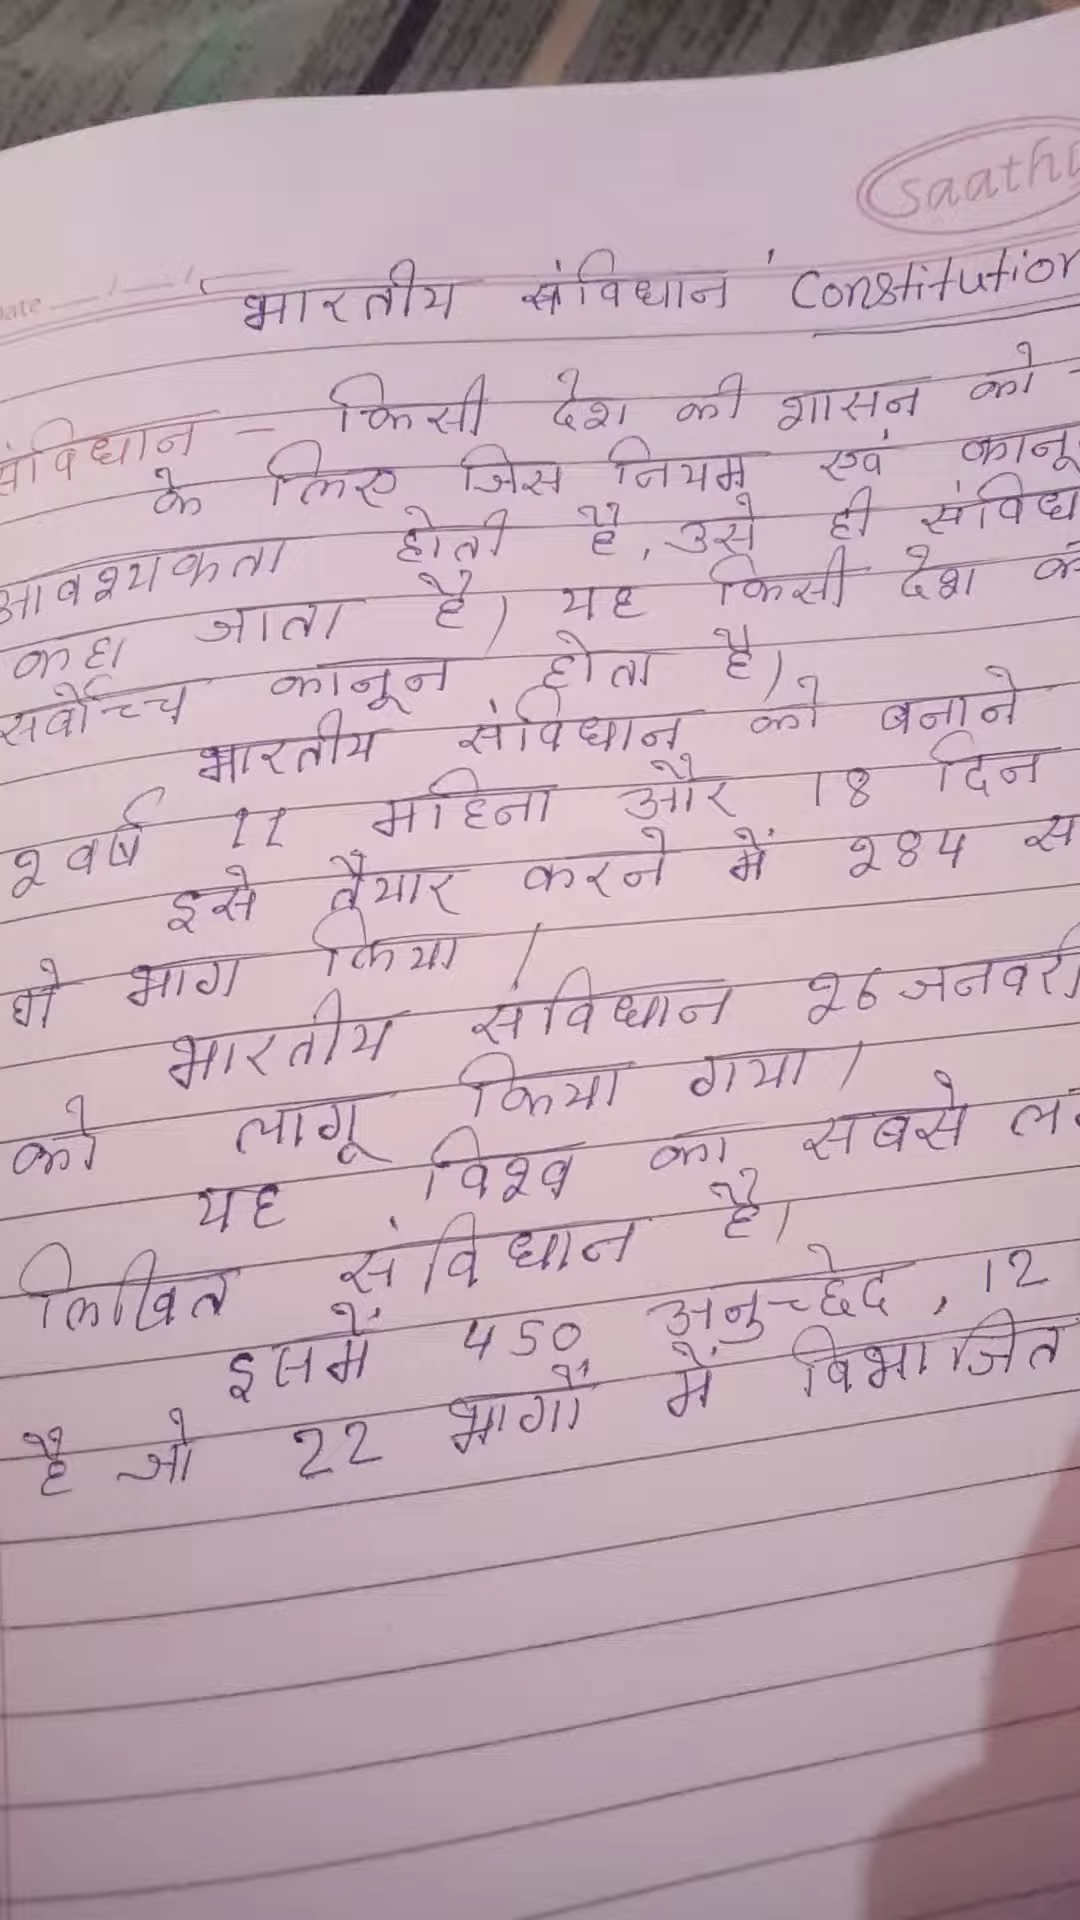 saathi
Date
भारतीय संविधान Constitution
संविधान - किसी देश की शासन को
के लिए जिस नियम एवं कानू
आवश्यकता होती है, उसे ही संविध
कहा जाता है। यह किसी देश क
सर्वोच्च कानून होता है।
भारतीय संविधान को बनाने
2 वर्ष 11 महिना और 18 दिन
इसे तैयार करने में 284 स
ने भाग किया।
भारतीय संविधान 26 जनवरी
को लागू किया गया।
यह विश्व का सबसे लं
लिखित संविधान है।
इसमें 450 अनुच्छेद, 12
है जो 22 भागों में विभाजित